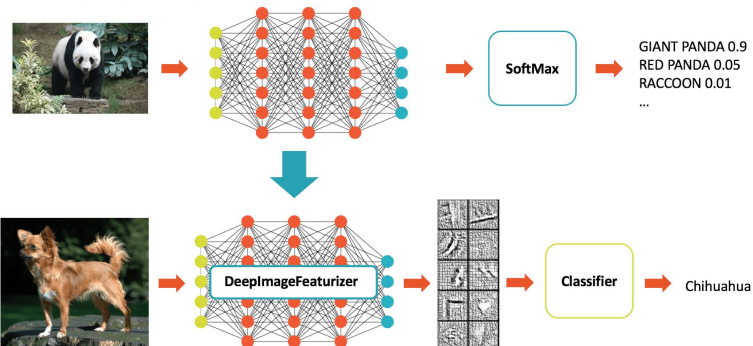 SoftMax
GIANT PANDA 0.9
RED PANDA 0.05
RACCOON 0.01
...
DeepImageFeaturizer
Classifier
Chihuahua